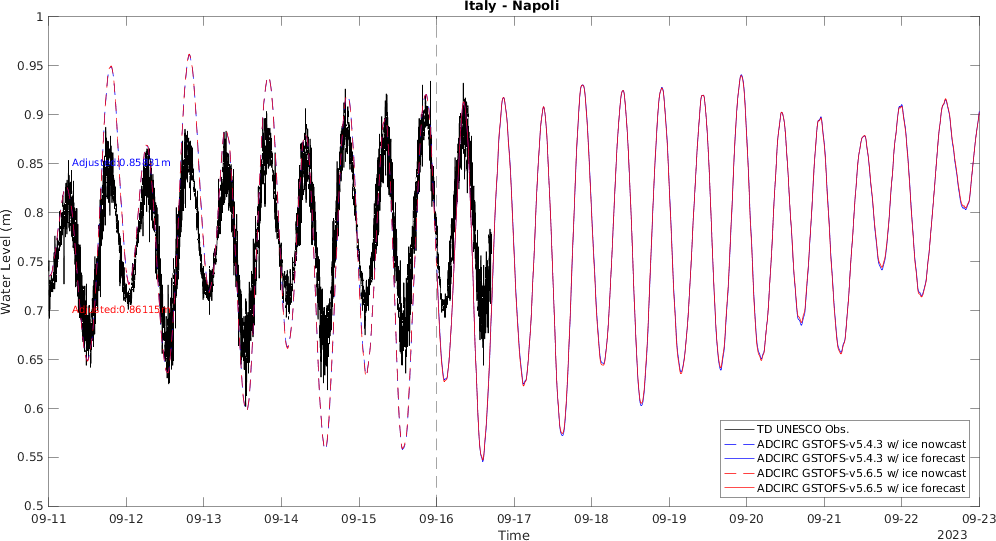 Italy - Napoli
1
0.95
0.9
0.85
0.8
0.75
0.7
0.65
0.6
0.55
0.5
Water Level (m)
Adjusted:0.85881m
Adjusted:0.86115m
TD UNESCO Obs.
ADCIRC GSTOFS-v5.4.3 w/ ice nowcast
ADCIRC GSTOFS-v5.4.3 w/ ice forecast
ADCIRC GSTOFS-v5.6.5 w/ ice nowcast
ADCIRC GSTOFS-v5.6.5 w/ ice forecast
09-11 09-12 09-13 09-14 09-15 09-16 09-17 09-18 09-19 09-20 09-21 09-22 09-23
Time
2023